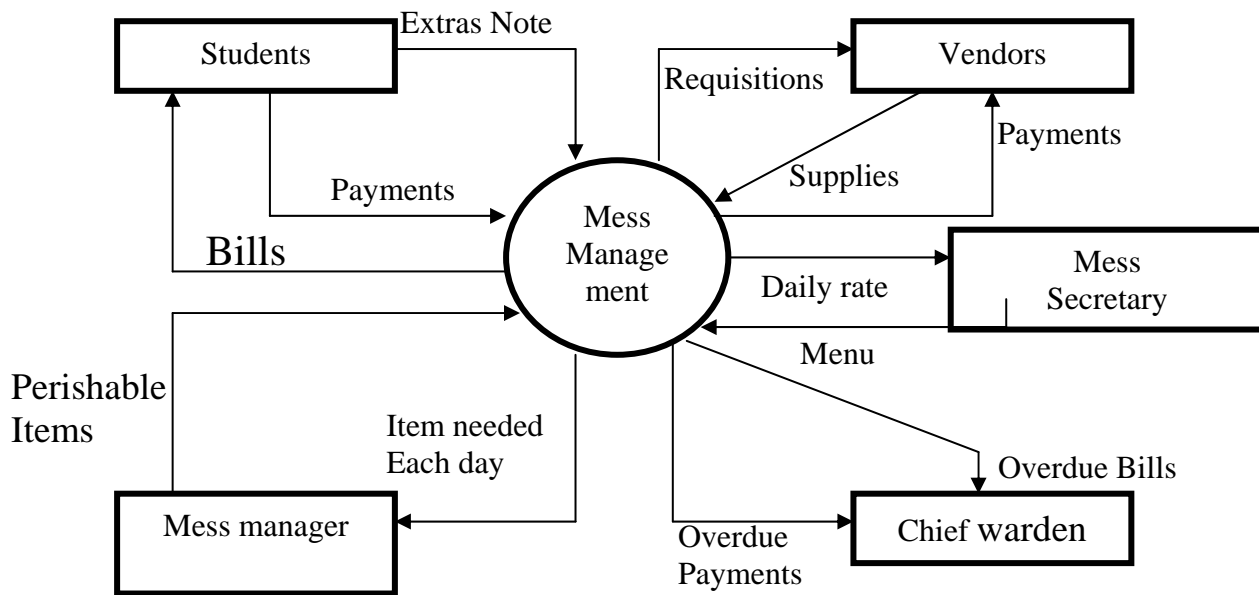 Extras Note
Students
Vendors
Requisitions
Payments
Supplies
Payments
Mess
Manage
ment
Bills
Mess
Secretary
Daily rate
Menu
Perishable
Items
Item needed
Each day
Overdue Bills
Mess manager
Chief warden
Overdue
Payments